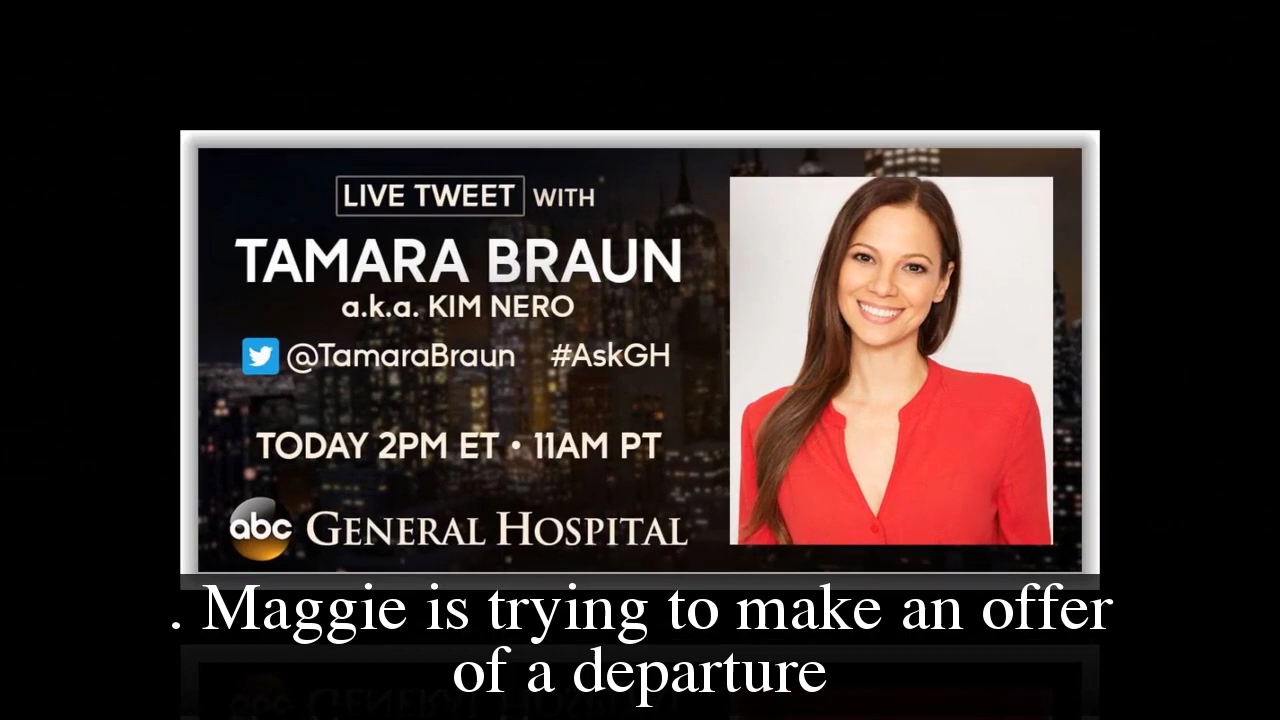 LIVE TWEET WITH
TAMARA BRAUN
a.k.a. KIM NERO
@TamaraBraun #AskGH
TODAY 2PM ET • 11AM PT
abc GENERAL HOSPITAL
. Maggie is trying to make an offer
of a departure